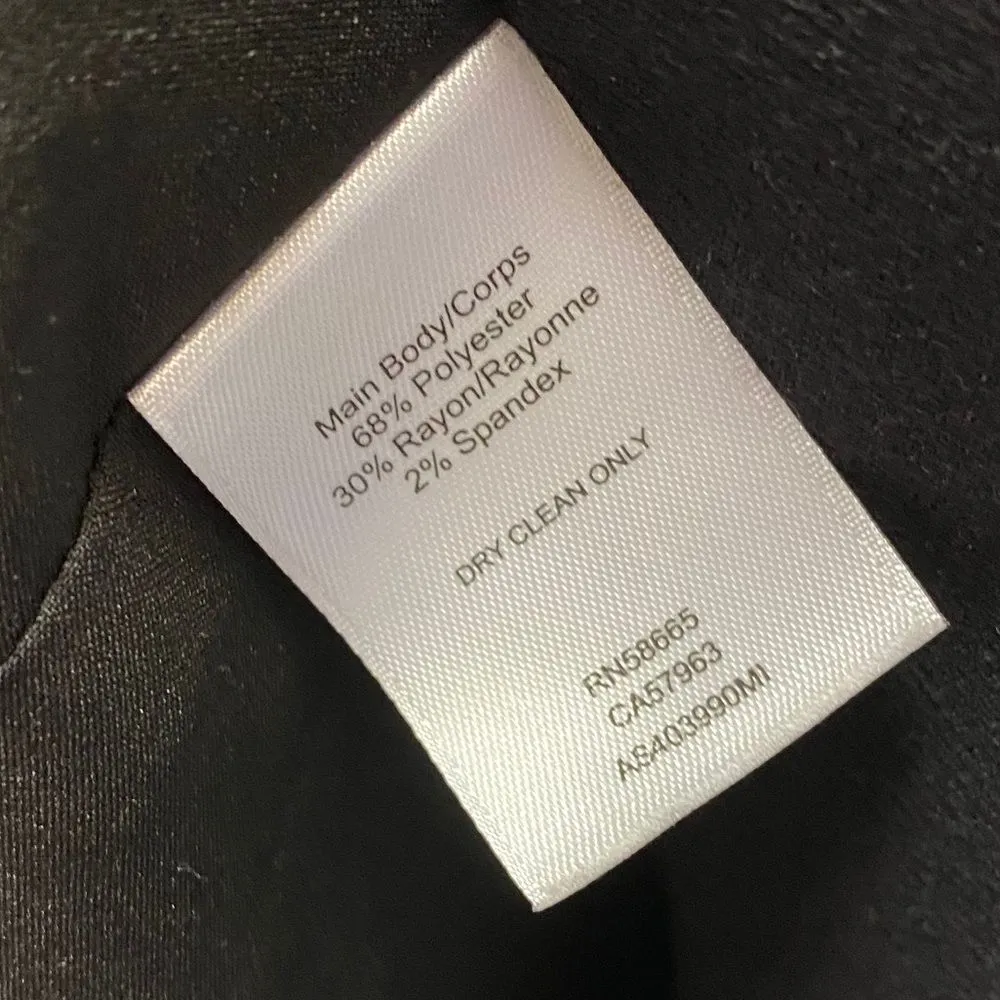 Main Body/Corps
68% Polyester
30% Rayon/Rayonne
2% Spandex
DRY CLEAN ONLY
RN58665
CA57963
AS403990MI